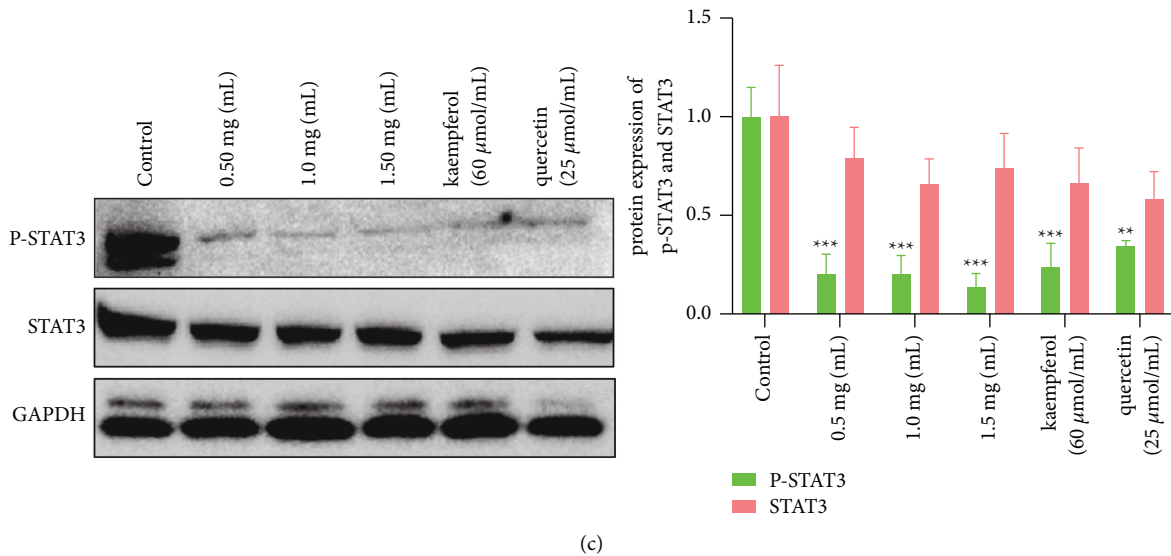 Control
0.50 mg (mL)
1.0 mg (mL)
1.50 mg (mL)
kaempferol
(60 μmol/mL)
quercetin
(25 μmol/mL)
P-STAT3
STAT3
GAPDH
protein expression of
p-STAT3 and STAT3
1.5
1.0
0.5
0.0
***
***
***
***
**
Control
0.5 mg (mL)
1.0 mg (mL)
1.5 mg (mL)
kaempferol
(60 μmol/mL)
quercetin
(25 μmol/mL)
P-STAT3
STAT3
(c)